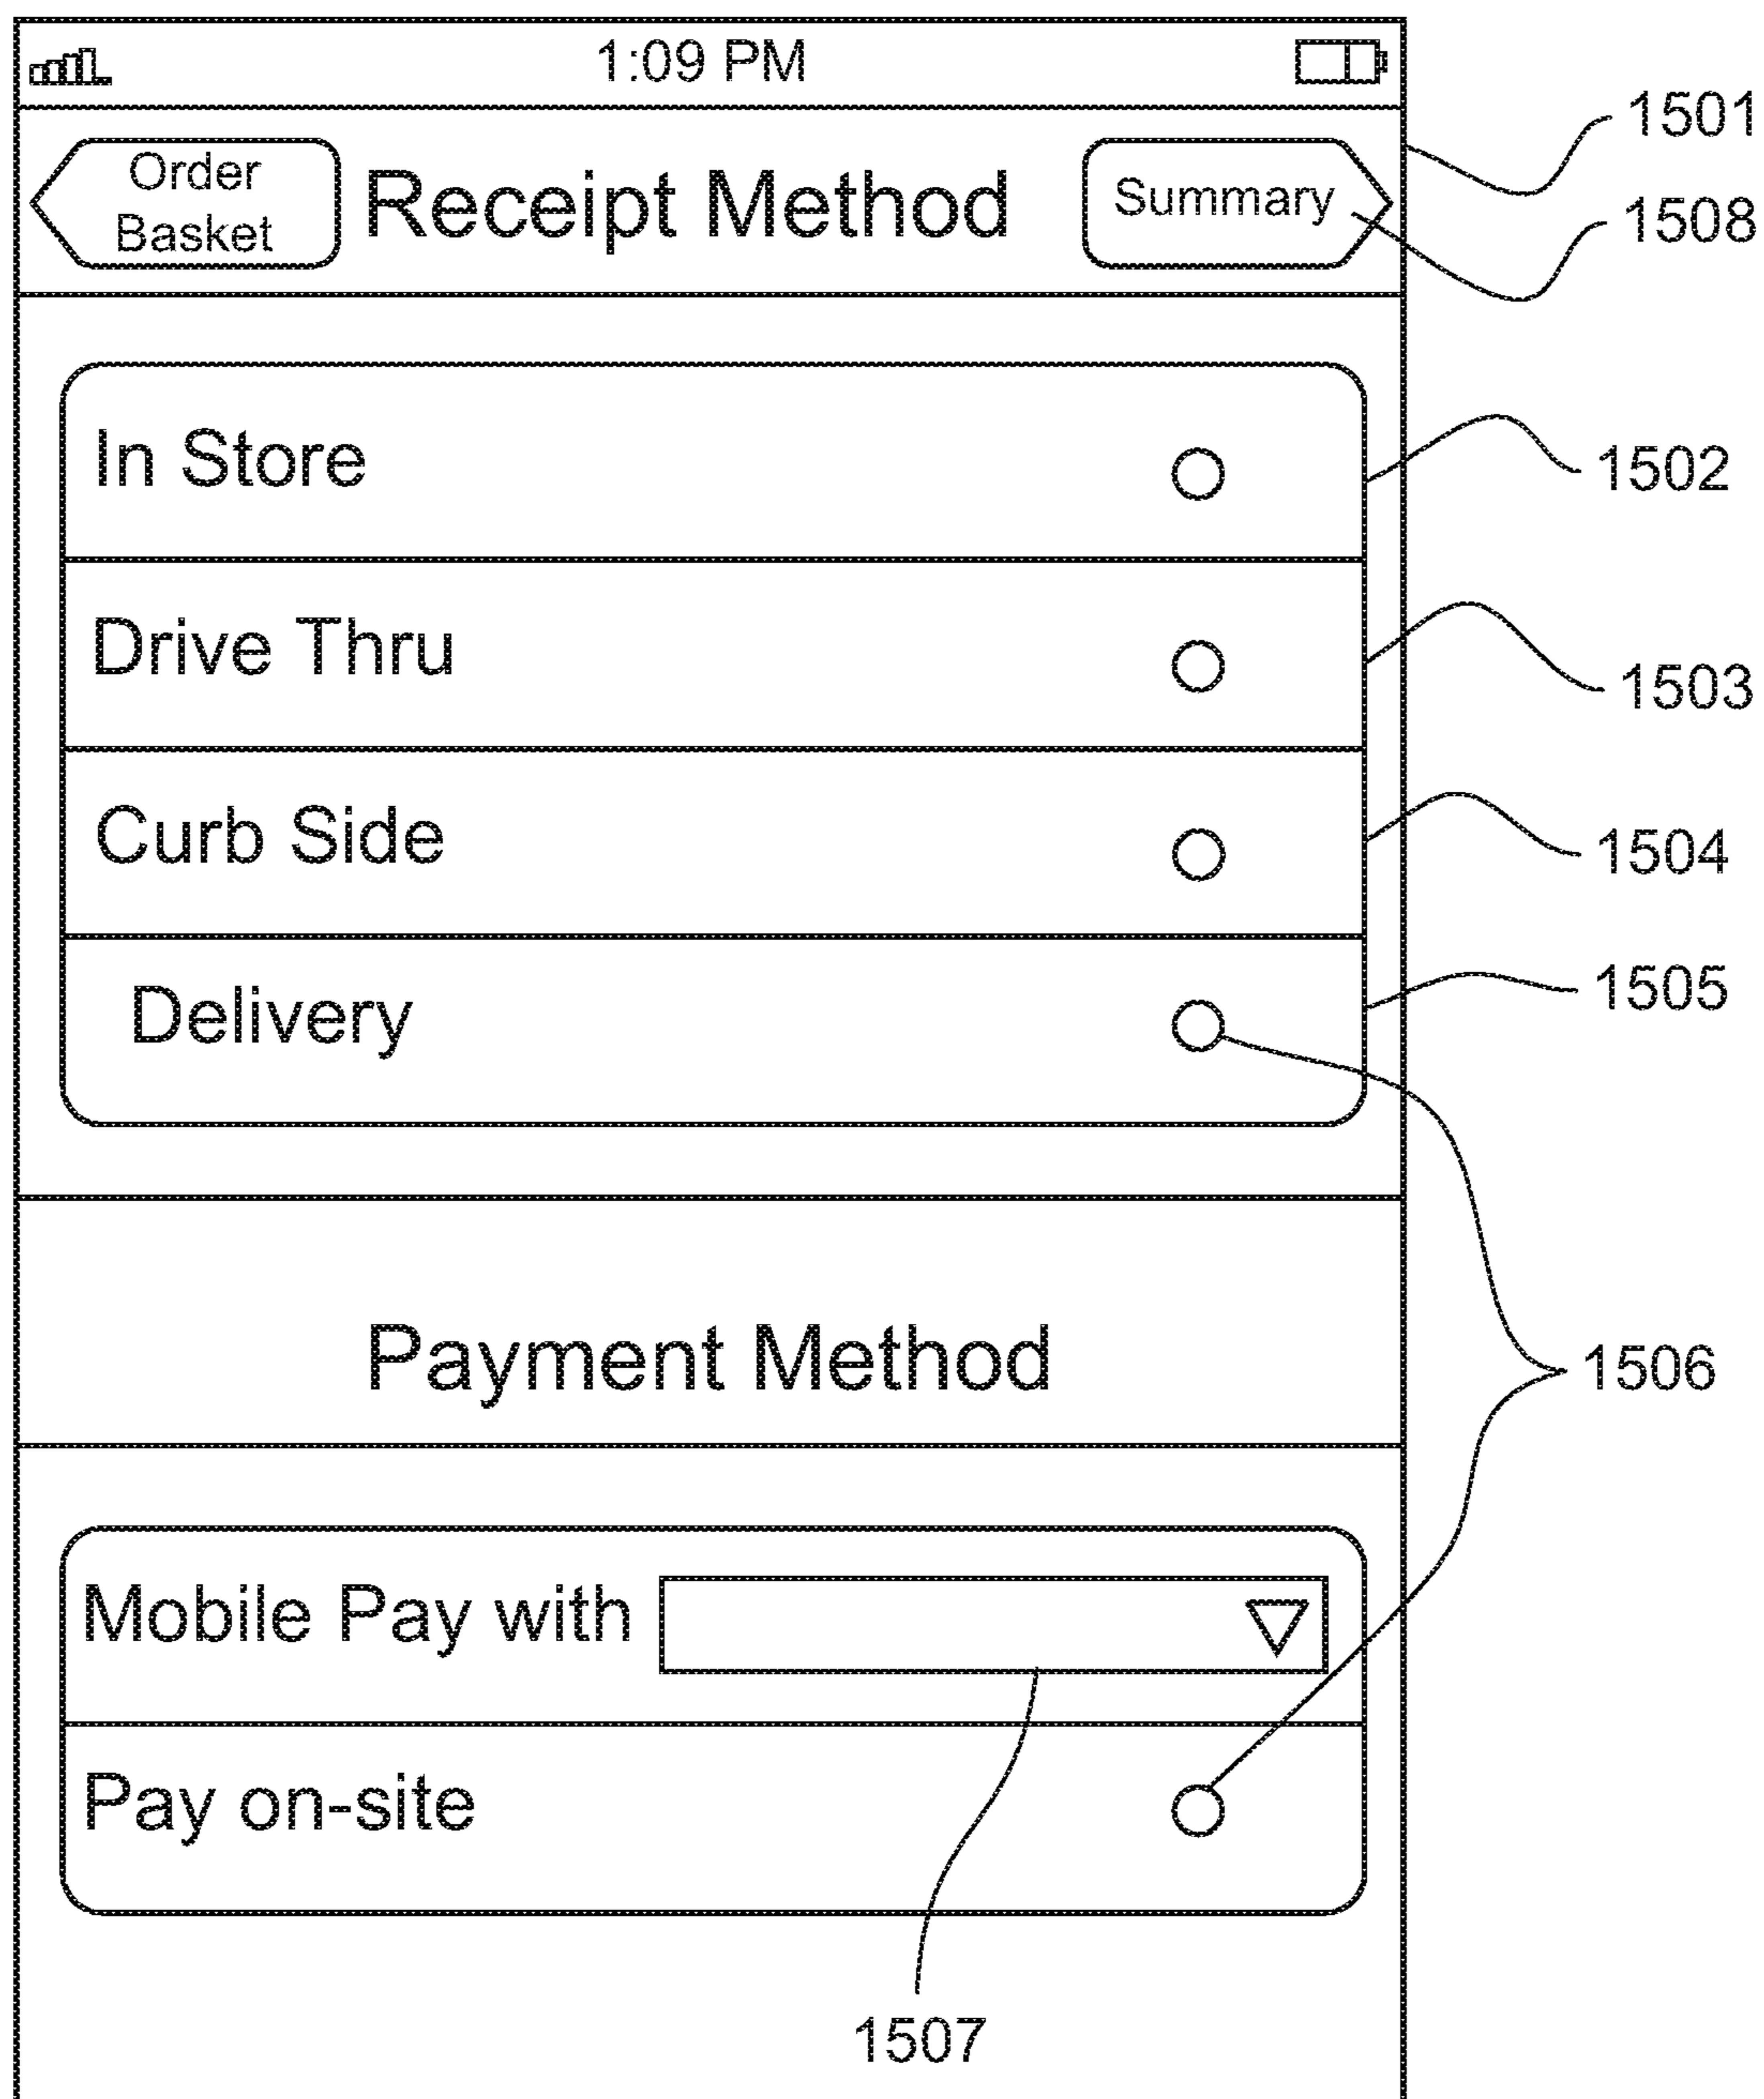 1:09 PM
Order
Basket
Receipt Method
Summary
1501
1508
In Store
1502
Drive Thru
1503
Curb Side
1504
Delivery
1505
Payment Method
1506
Mobile Pay with
Pay on-site
1507